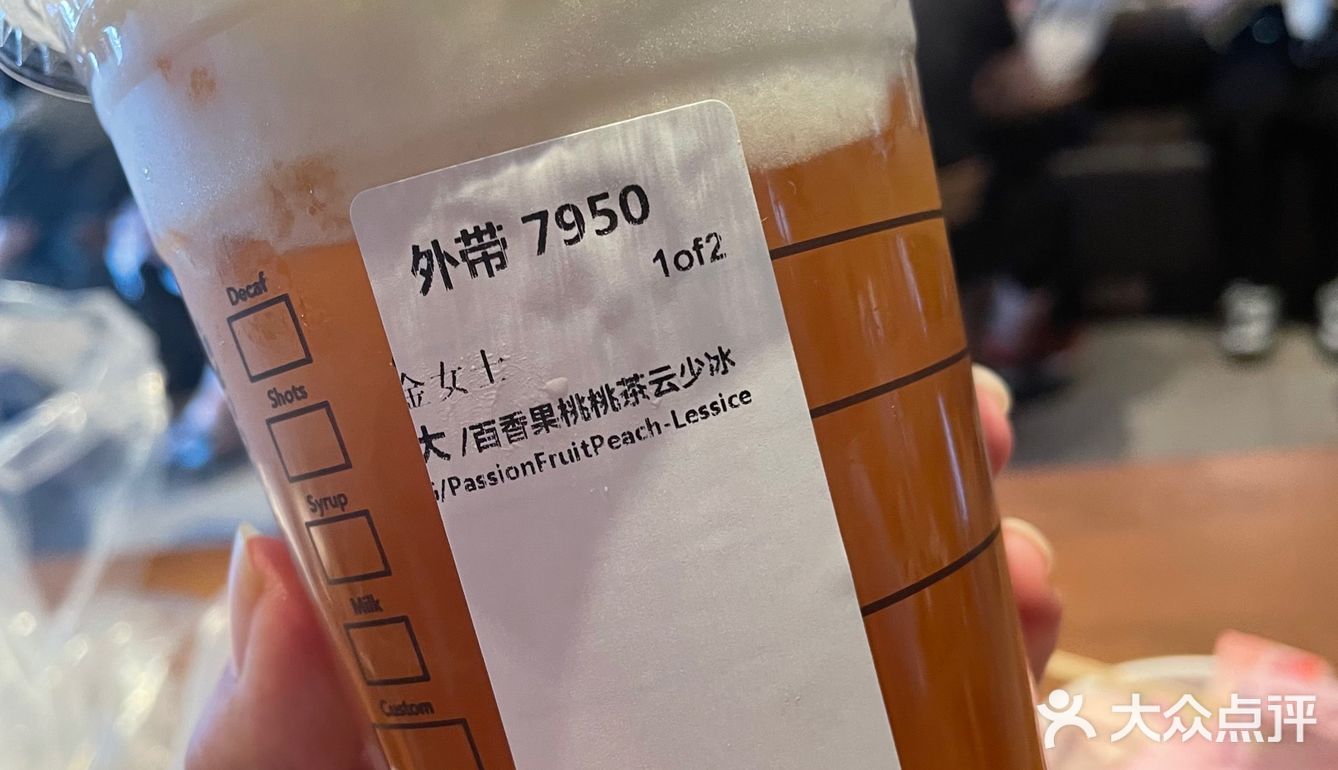 外带 7950
1of2
金女士
大 /百香果桃桃茶云少冰
/PassionFruitPeach-Lessice
Decaf
Shots
Syrup
Milk
Custom
大众点评